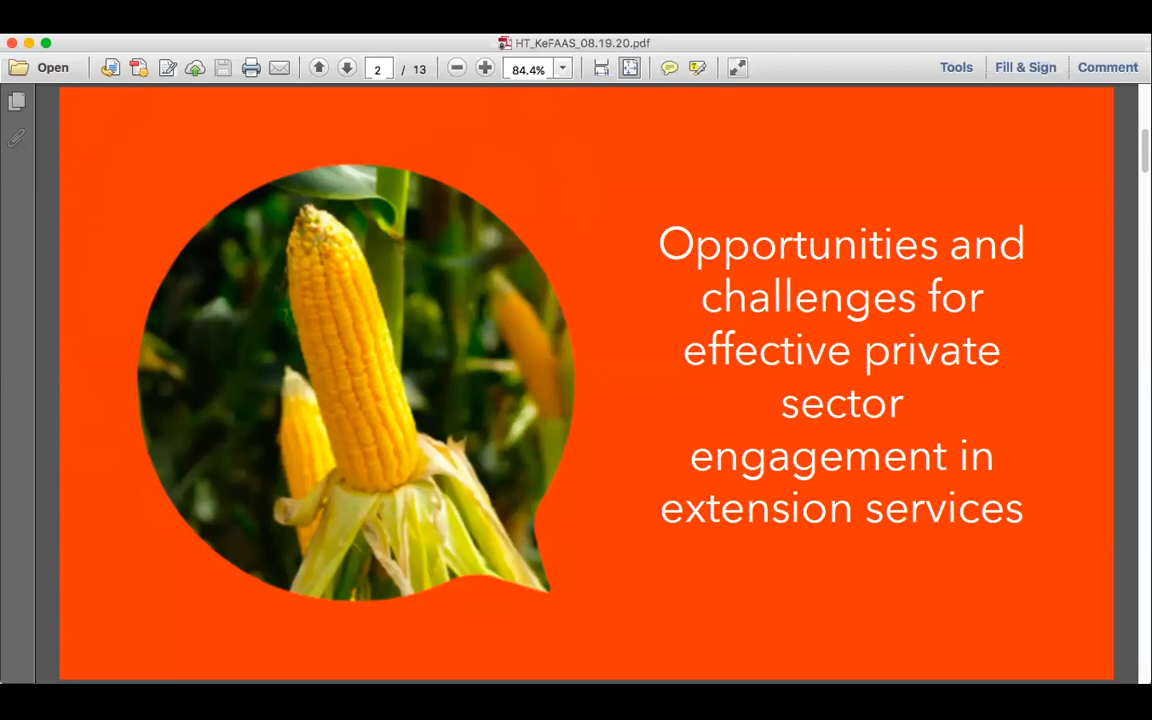 HT_KeFAAS_08.19.20.pdf
Open 2 / 13 84.4% Tools Fill & Sign Comment
Opportunities and
challenges for
effective private
sector
engagement in
extension services